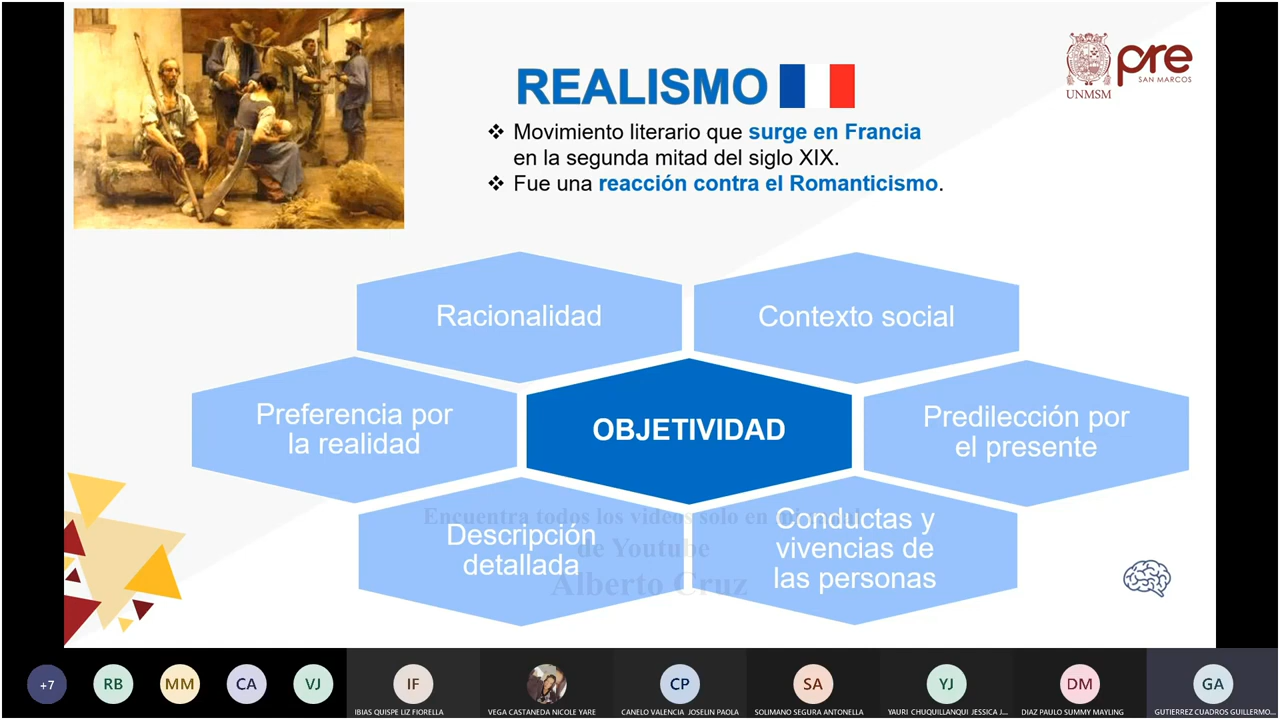 REALISMO
UNMSM
pre
SAN MARCOS
❖ Movimiento literario que surge en Francia
en la segunda mitad del siglo XIX.
❖ Fue una reacción contra el Romanticismo.
Racionalidad
Contexto social
Preferencia por
la realidad
OBJETIVIDAD
Predilección por
el presente
Descripción
detallada
Conductas y
vivencias de
las personas
Encuentra todos los videos solo en
de Youtube
Alberto Cruz
+7
RB
MM
CA
VJ
IF
CP
SA
YJ
DM
GA
IBIAS QUISPE LIZ FIORELLA
VEGA CASTANEDA NICOLE YARE
CANELO VALENCIA JOSELIN PAOLA
SOLIMANO SEGURA ANTONELLA
YAURI CHUQUILLANQUI JESSICA J...
DIAZ PAULO SUMMY MAYLING
GUTIERREZ CUADROS GUILLERMO...